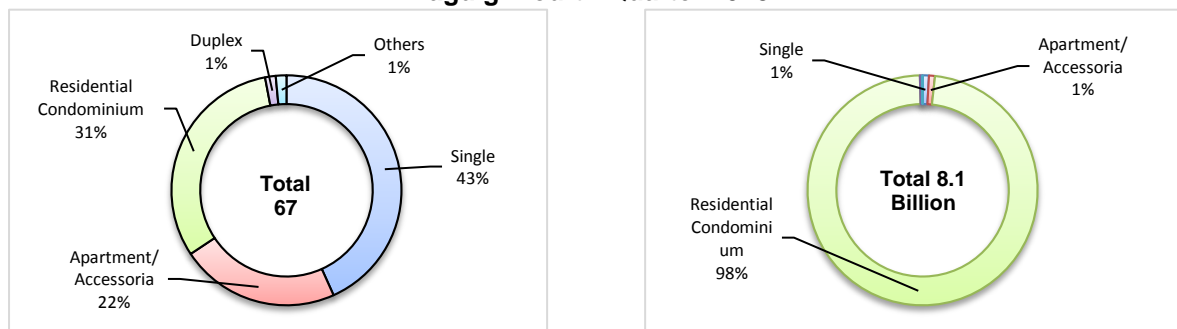 Duplex
1%
Others
1%
Residential
Condominium
31%
Single
43%
Total
67
Apartment/
Accessoria
22%
Single
1%
Apartment/
Accessoria
1%
Total 8.1
Billion
Residential
Condomini
um
98%